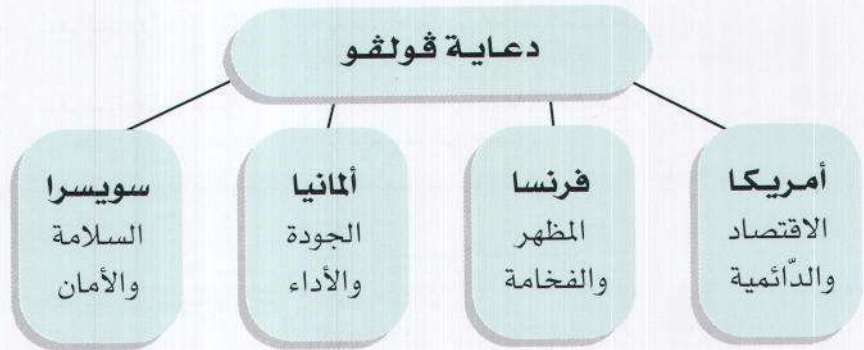 دعاية ڤولڤو
أمريكا
الاقتصاد
والدّائمية
فرنسا
المظهر
والفخامة
ألمانيا
الجودة
والأداء
سويسرا
السلامة
والأمان